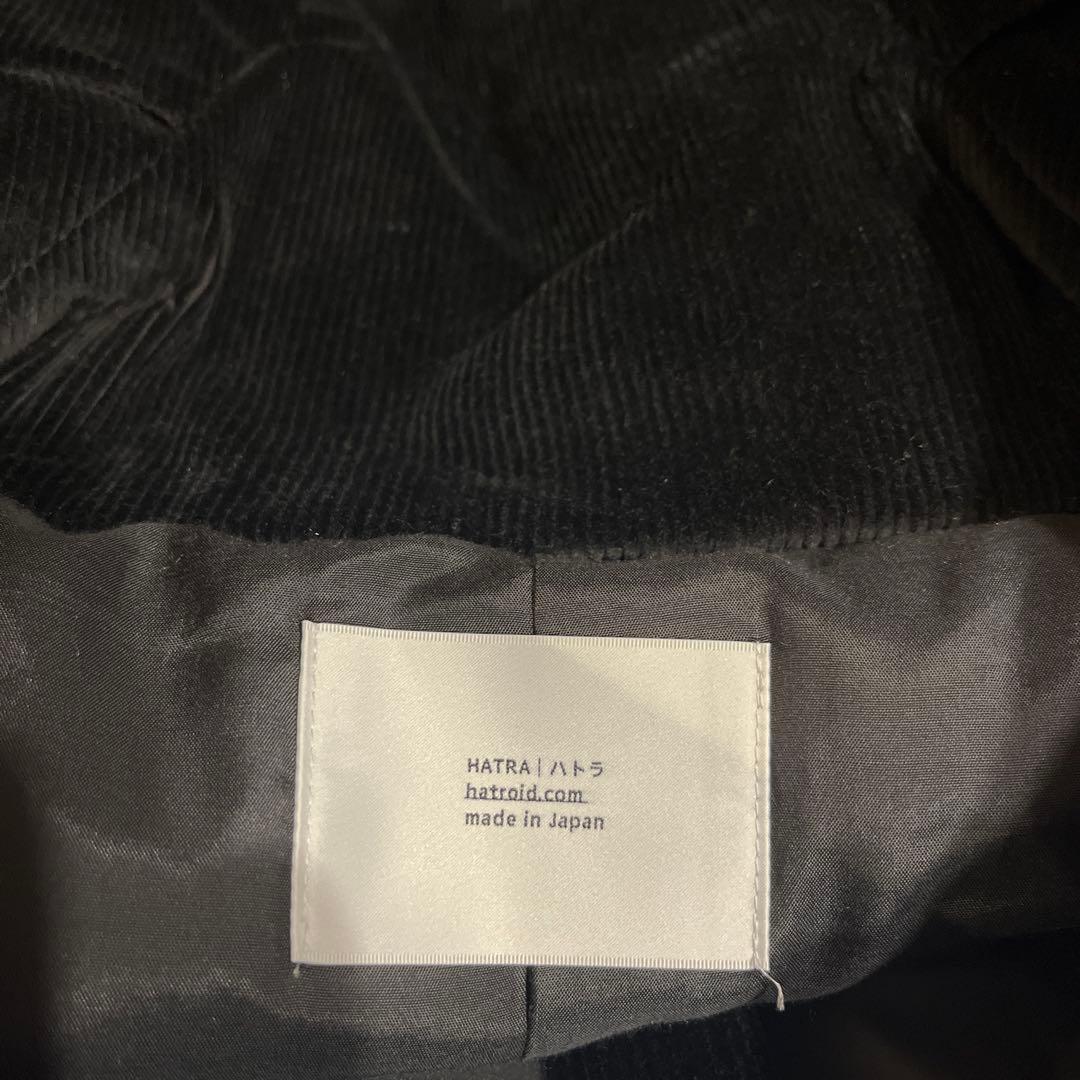 HATRA | ハトラ
hatroid.com
made in Japan